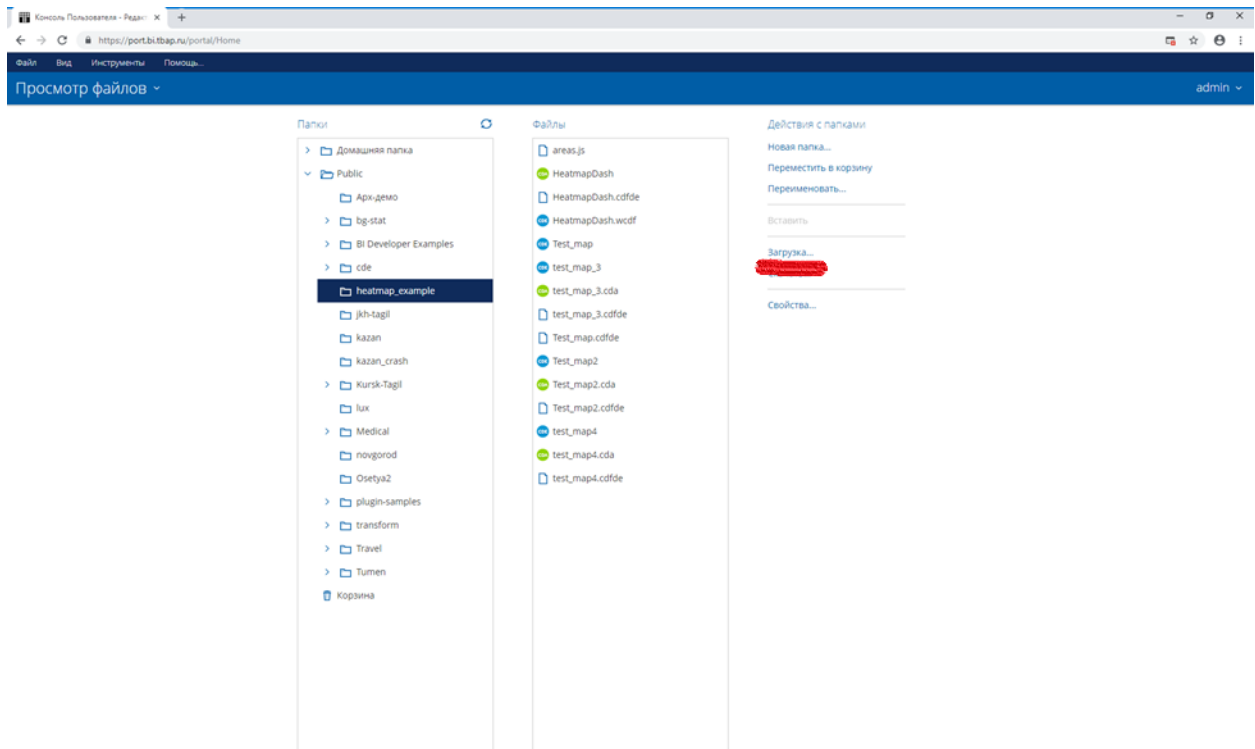 Консоль Пользователя - Редакт
https://port.bi.tbap.ru/portal/Home
Файл Вид Инструменты Помощь...
Просмотр файлов
admin
Папки
Домашняя папка
Public
Арх-демо
bg-stat
BI Developer Examples
cde
heatmap_example
jkh-tagil
kazan
kazan_crash
Kursk-Tagil
lux
Medical
novgorod
Osetya2
plugin-samples
transform
Travel
Tumen
Корзина
Файлы
areas.js
HeatmapDash
HeatmapDash.cdfde
HeatmapDash.wcdf
Test_map
test_map_3
test_map_3.cda
test_map_3.cdfde
Test_map.cdfde
Test_map2
Test_map2.cda
Test_map2.cdfde
test_map4
test_map4.cda
test_map4.cdfde
Действия с папками
Новая папка...
Переместить в корзину
Переименовать...
Вставить
Загрузка...
Свойства...